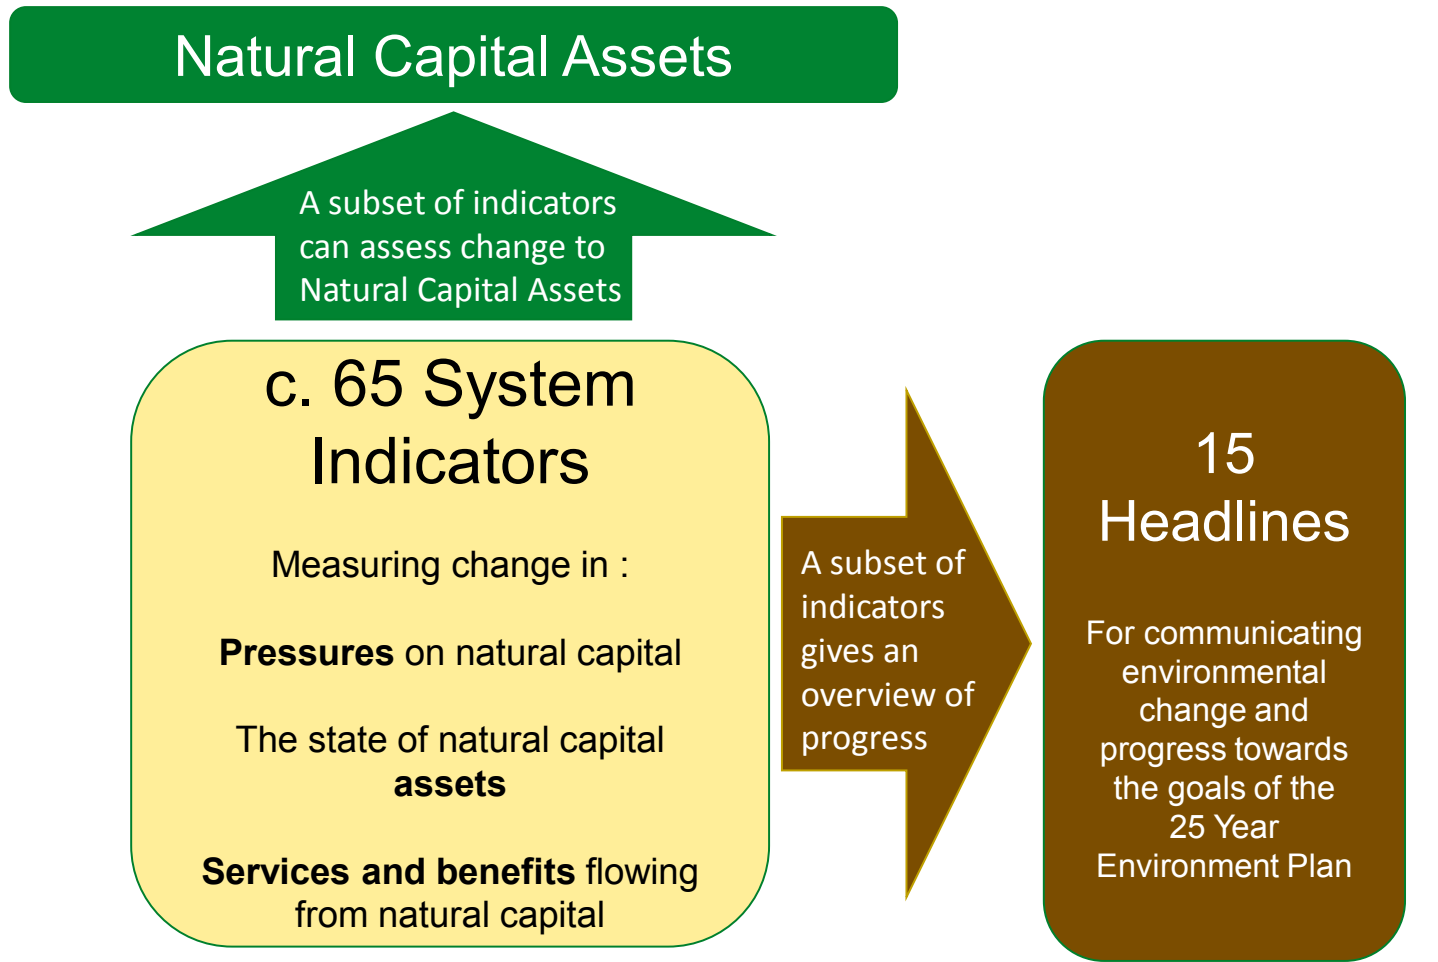 Natural Capital Assets
A subset of indicators
can assess change to
Natural Capital Assets
c. 65 System
Indicators
Measuring change in :
Pressures on natural capital
The state of natural capital
assets
Services and benefits flowing
from natural capital
A subset of
indicators
gives an
overview of
progress
15
Headlines
For communicating
environmental
change and
progress towards
the goals of the
25 Year
Environment Plan